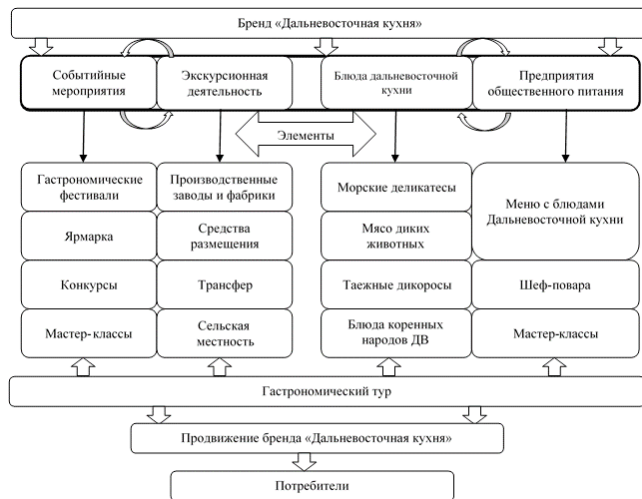 Бренд «Дальневосточная кухня»
Событийные
мероприятия
Экскурсионная
деятельность
Блюда дальневосточной
кухни
Предприятия
общественного питания
Элементы
Гастрономические
фестивали
Производственные
заводы и фабрики
Морские деликатесы
Меню с блюдами
Дальневосточной кухни
Ярмарка
Средства
размещения
Мясо диких
животных
Конкурсы
Трансфер
Таежные дикоросы
Шеф-повара
Мастер-классы
Сельская
местность
Блюда коренных
народов ДВ
Мастер-классы
Гастрономический тур
Продвижение бренда «Дальневосточная кухня»
Потребители